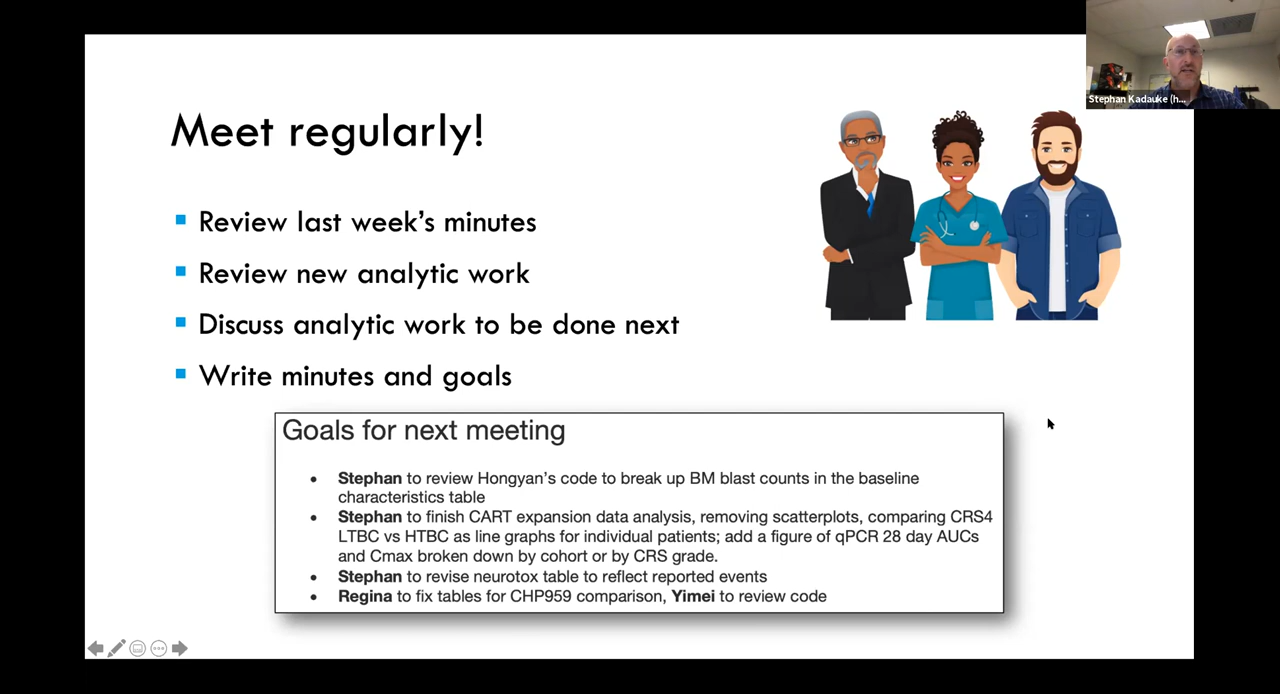 Stephan Kadauke (h...
Meet regularly!
▪ Review last week's minutes
▪ Review new analytic work
▪ Discuss analytic work to be done next
▪ Write minutes and goals
Goals for next meeting
• Stephan to review Hongyan's code to break up BM blast counts in the baseline
characteristics table
• Stephan to finish CART expansion data analysis, removing scatterplots, comparing CRS4
LTBC vs HTBC as line graphs for individual patients; add a figure of qPCR 28 day AUCs
and Cmax broken down by cohort or by CRS grade.
• Stephan to revise neurotox table to reflect reported events
• Regina to fix tables for CHP959 comparison, Yimei to review code